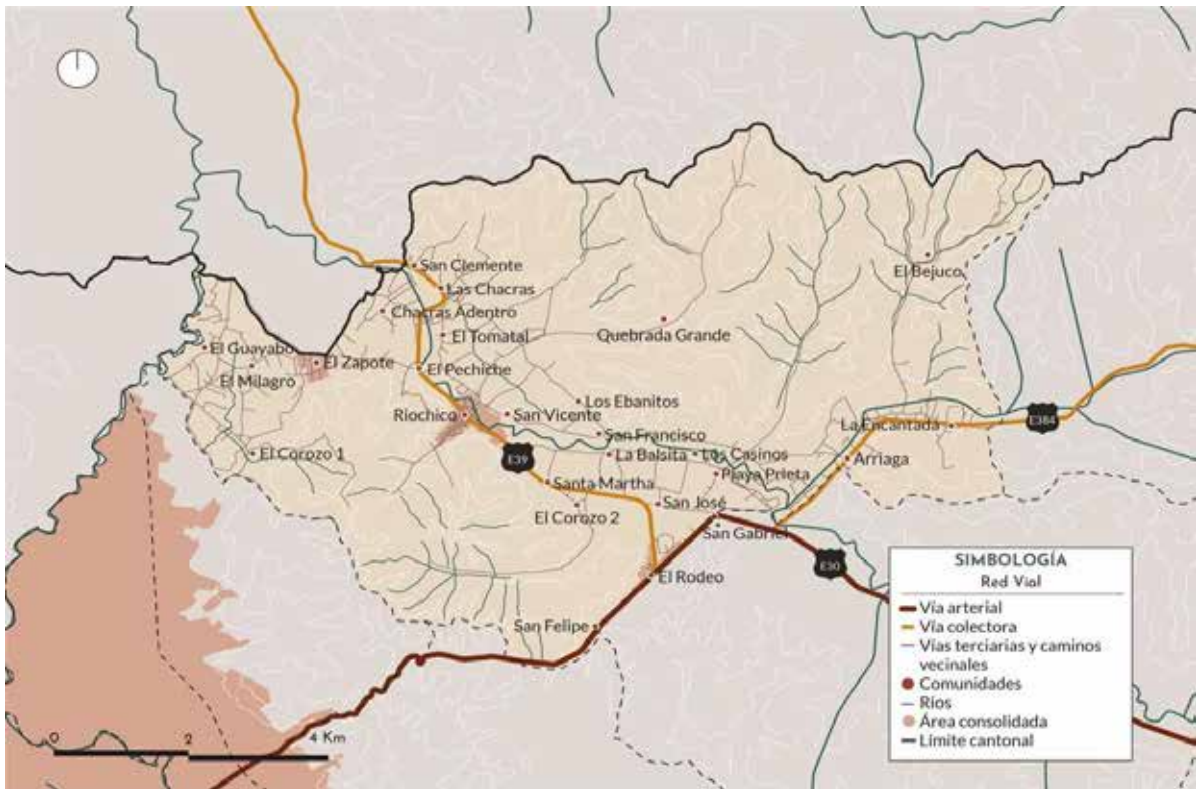 San Clemente
Las Chacras
Chacras Adentro
El Bejuco
El Tomatal
Quebrada Grande
El Guayabo
El Zapote
El Milagro
El Pechiche
Los Ebanitos
Riochico
San Vicente
La Encantada
E384
San Francisco
El Corozo 1
E39
La Balsita
Los Casinos
Arriaga
Playa Prieta
Santa Martha
San José
El Corozo 2
San Gabriel
E30
El Rodeo
San Felipe
0
2
4 Km
SIMBOLOGÍA
Red Vial
Vía arterial
Vía colectora
Vías terciarias y caminos
vecinales
Comunidades
Ríos
Área consolidada
Límite cantonal